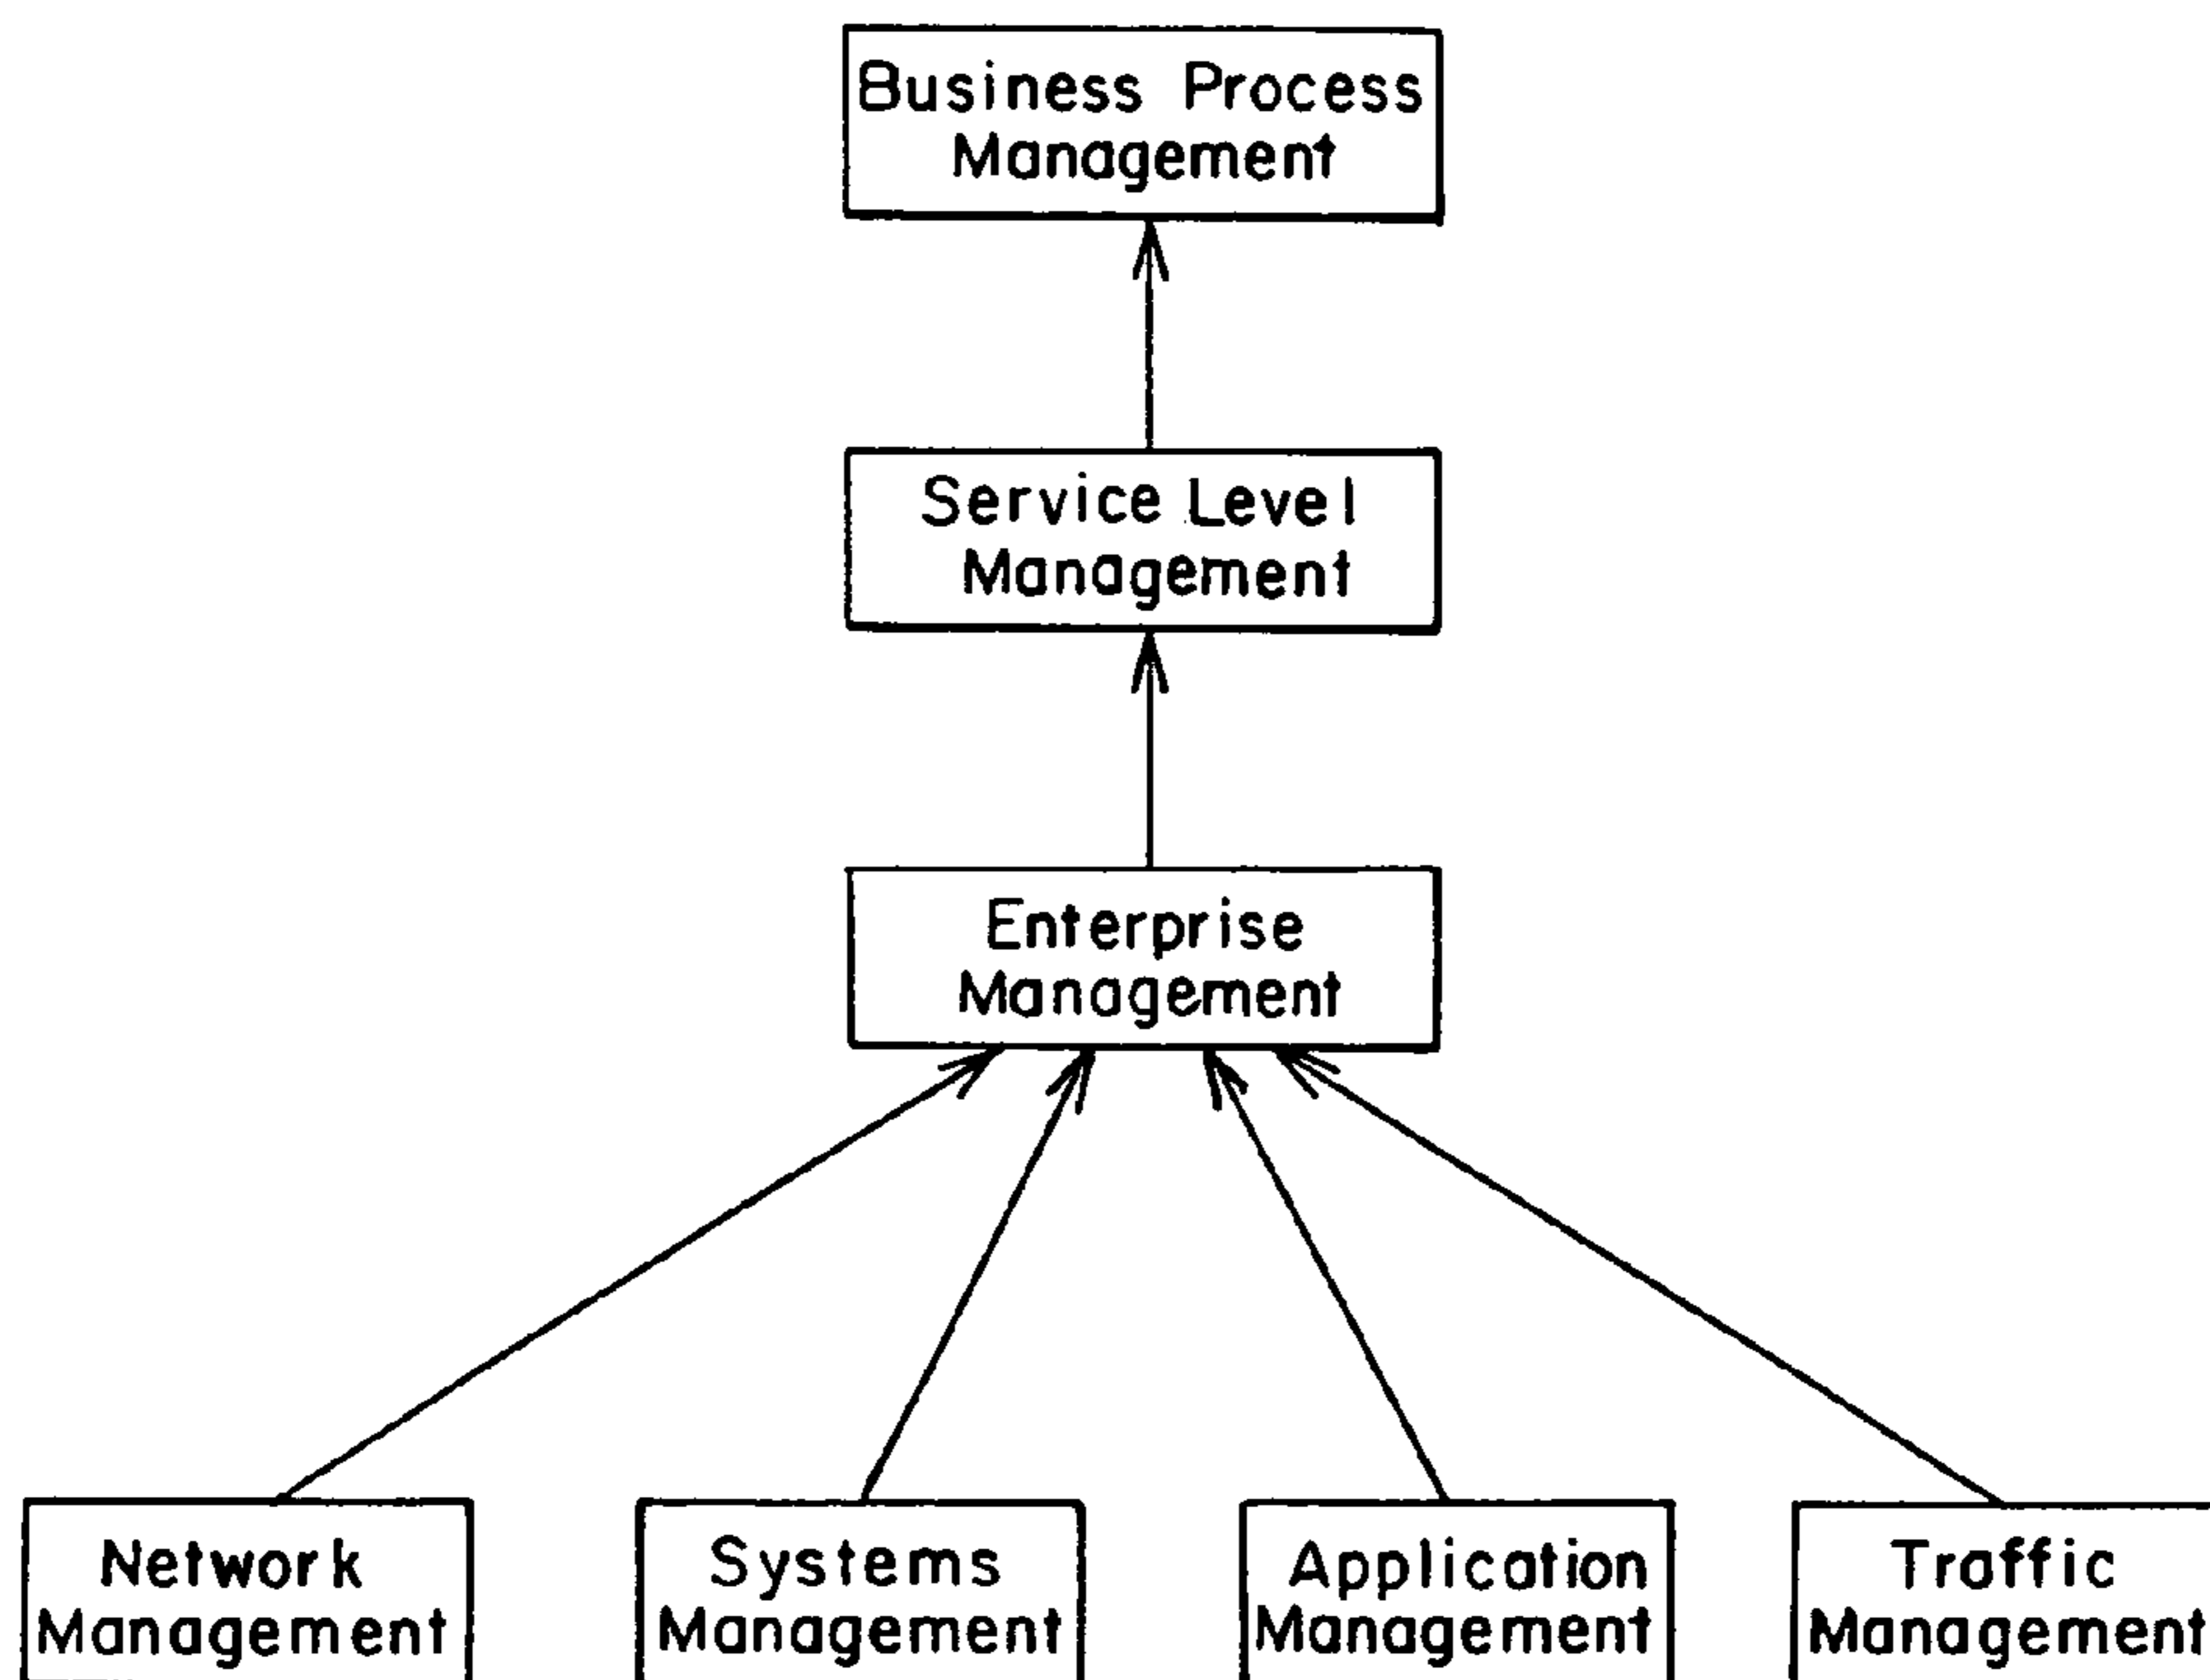 Business Process
Management
Service Level
Management
Enterprise
Management
Network
Management
Systems
Management
Application
Management
Traffic
Management